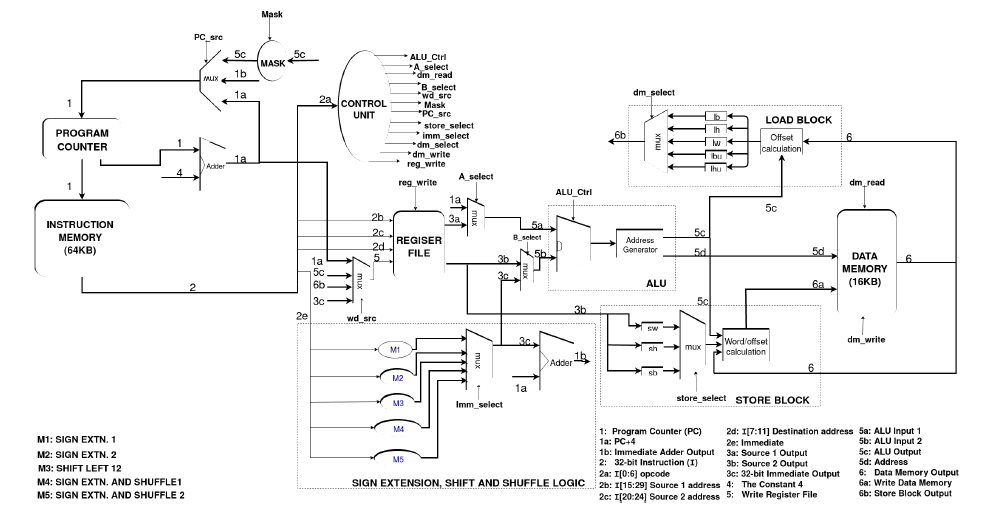 Mask
PC_src
5c
MASK
5c
mux
1b
1a
1
PROGRAM
COUNTER
1
1a
Adder
4
1
INSTRUCTION
MEMORY
(64KB)
2
2a
CONTROL
UNIT
ALU_Ctrl
A_select
dm_read
B_select
wd_src
Mask
PC_src
store_select
imm_select
dm_select
dm_write
reg_write
dm_select
LOAD BLOCK
6b
mux
lb
lh
lw
lbu
lhu
Offset
calculation
6
5c
reg_write
A_select
ALU_Ctrl
dm_read
2b
2c
2d
5
REGISER
FILE
1a
3a
mux
5a
B_select
3b
3c
mux
5b
Address
Generator
5c
5d
ALU
5d
6a
DATA
MEMORY
(16KB)
6
dm_write
1a
5c
6b
3c
mux
wd_src
2e
3b
5c
sw
sh
sb
mux
Word/offset
calculation
6
store_select
STORE BLOCK
M1
M2
M3
M4
M5
mux
Imm_select
3c
Adder
1b
1a
SIGN EXTENSION, SHIFT AND SHUFFLE LOGIC
M1: SIGN EXTN. 1
M2: SIGN EXTN. 2
M3: SHIFT LEFT 12
M4: SIGN EXTN. AND SHUFFLE1
M5: SIGN EXTN. AND SHUFFLE 2
1: Program Counter (PC)
1a: PC+4
1b: Immediate Adder Output
2: 32-bit Instruction (I)
2a: I[0:6] opcode
2b: I[15:29] Source 1 address
2c: I[20:24] Source 2 address
2d: I[7:11] Destination address
2e: Immediate
3a: Source 1 Output
3b: Source 2 Output
3c: 32-bit Immediate Output
4: The Constant 4
5: Write Register File
5a: ALU Input 1
5b: ALU Input 2
5c: ALU Output
5d: Address
6: Data Memory Output
6a: Write Data Memory
6b: Store Block Output